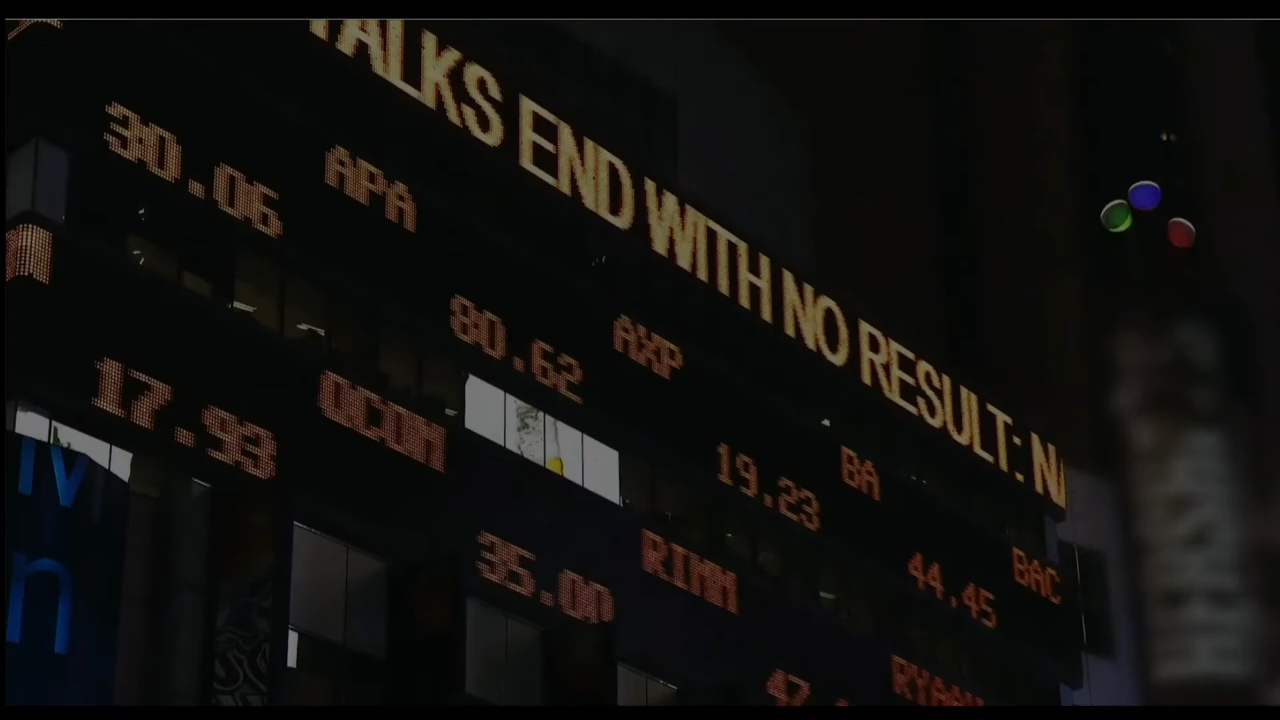 TALKS END WITH NO RESULT: N
30.06 APA
80.62 AXP
19.23 BA
44.45 BAC
17.93 QCOM
35.00 RIMM
47.